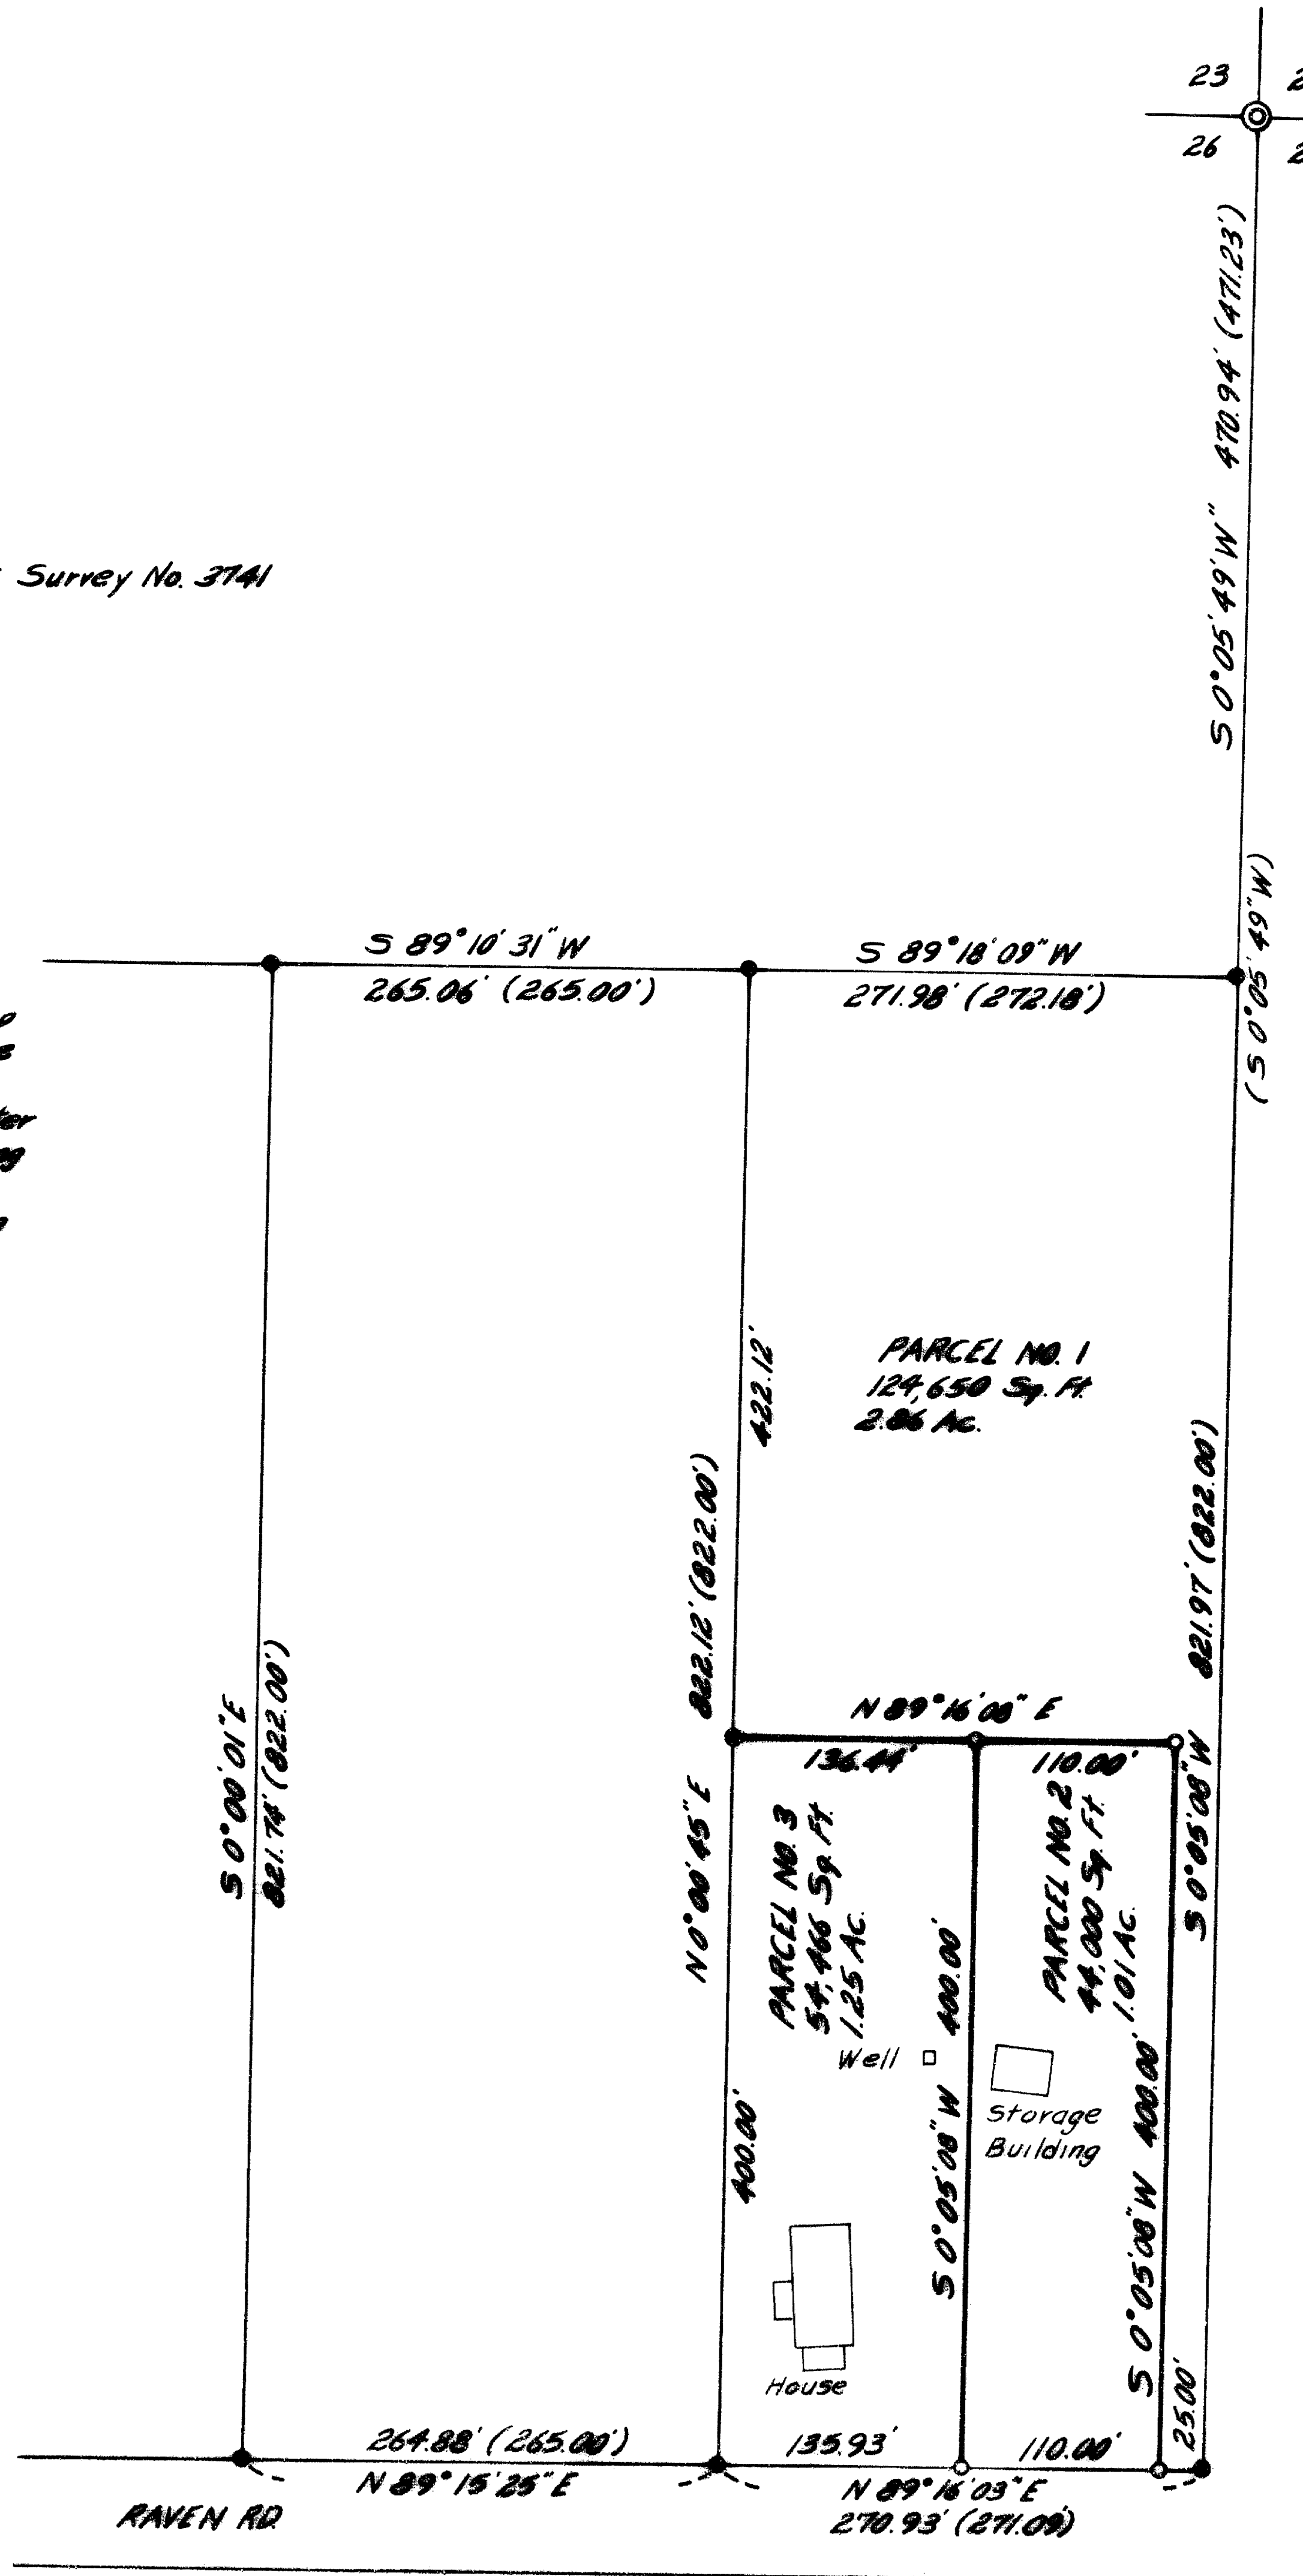 23
26
S 0°05'49'W" 470.94' (471.23')
Survey No. 3741
(S 0°05'49"W)
S 89°10'31"W
265.06' (265.00')
S 89°18'09"W
271.98' (272.18')
ter
422.12'
PARCEL NO. 1
124,650 Sq. Ft.
2.86 Ac.
822.12' (822.00')
821.97' (822.00')
S 0°00'01"E
821.74' (822.00')
N 89°16'08" E
136.44'
110.00'
N 0°00'45" E
PARCEL NO. 3
54,466 Sq. Ft.
1.25 Ac.
400.00'
PARCEL NO. 2
44,000 Sq. Ft.
1.01 Ac.
S 0°05'08"W
Well
Storage
Building
400.00'
S 0°05'08"W
S 0°05'08"W 400.00'
House
25.00'
264.88' (265.00')
N 89°15'25"E
135.93'
110.00'
N 89°16'03"E
270.93' (271.09')
RAVEN RD.